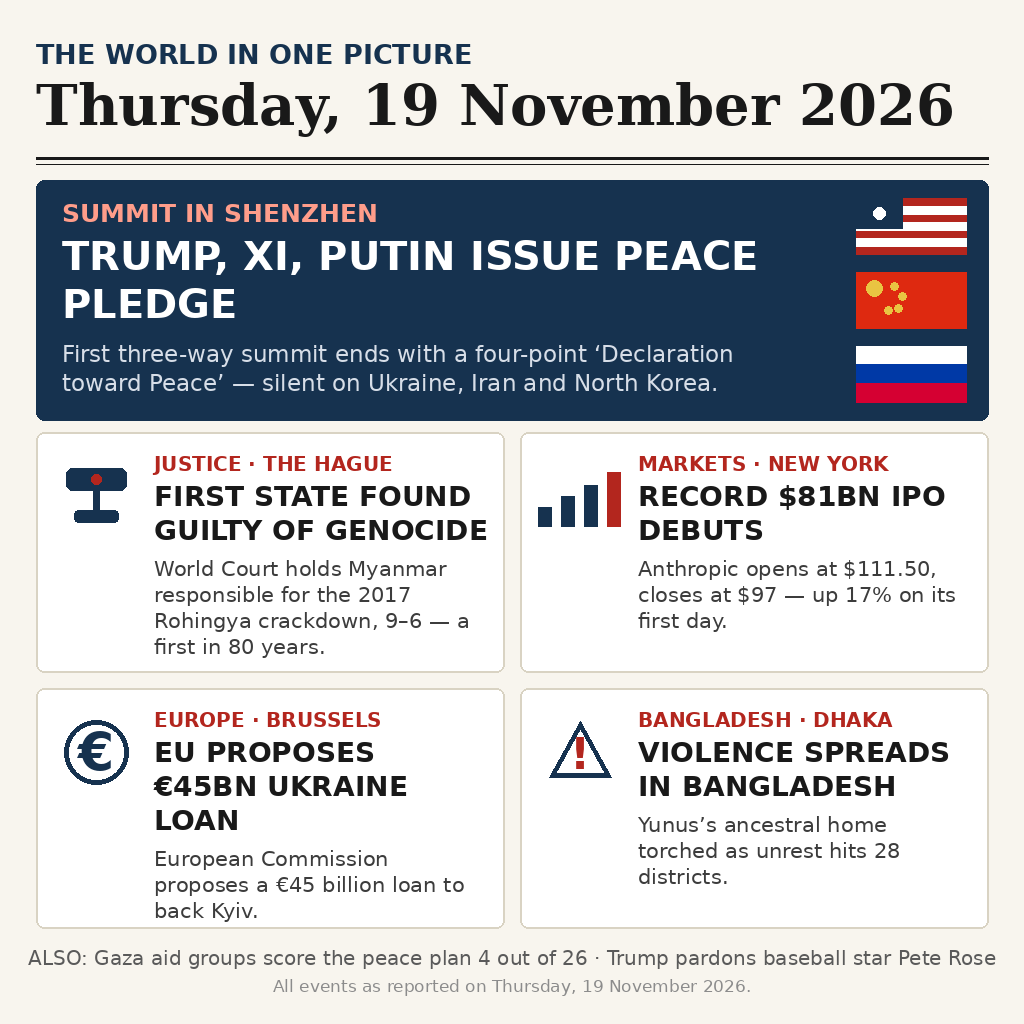 THE WORLD IN ONE PICTURE
Thursday, 19 November 2026
SUMMIT IN SHENZHEN
TRUMP, XI, PUTIN ISSUE PEACE
PLEDGE
First three-way summit ends with a four-point ‘Declaration
toward Peace’ — silent on Ukraine, Iran and North Korea.
JUSTICE · THE HAGUE
FIRST STATE FOUND
GUILTY OF GENOCIDE
World Court holds Myanmar
responsible for the 2017
Rohingya crackdown, 9–6 — a
first in 80 years.
MARKETS · NEW YORK
RECORD $81BN IPO
DEBUTS
Anthropic opens at $111.50,
closes at $97 — up 17% on its
first day.
€
EUROPE · BRUSSELS
EU PROPOSES
€45BN UKRAINE
LOAN
European Commission
proposes a €45 billion loan to
back Kyiv.
!
BANGLADESH · DHAKA
VIOLENCE SPREADS
IN BANGLADESH
Yunus’s ancestral home
torched as unrest hits 28
districts.
ALSO: Gaza aid groups score the peace plan 4 out of 26 · Trump pardons baseball star Pete Rose
All events as reported on Thursday, 19 November 2026.